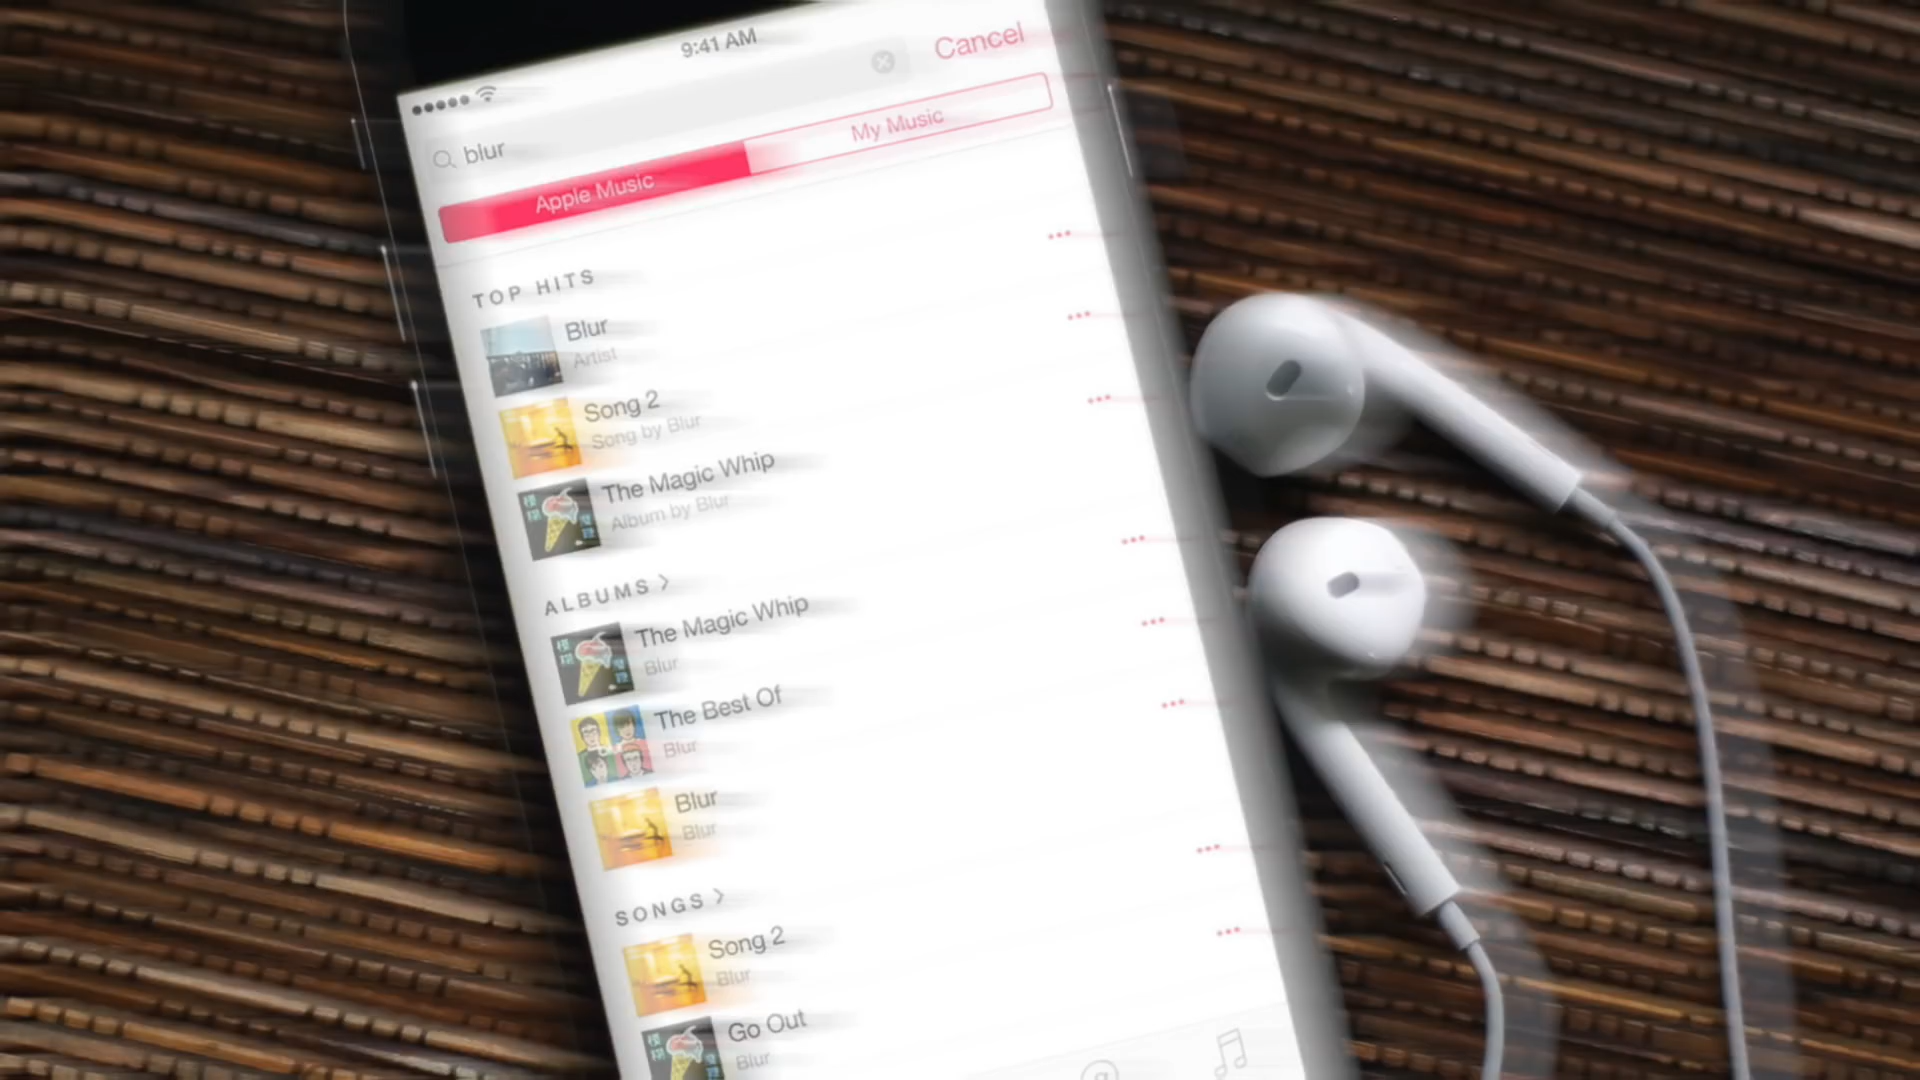 9:41 AM
blur
Cancel
Apple Music
My Music
TOP HITS
Blur
Artist
Song 2
Song by Blur
The Magic Whip
Album by Blur
ALBUMS >
The Magic Whip
Blur
The Best Of
Blur
Blur
Blur
SONGS >
Song 2
Blur
Go Out
Blur